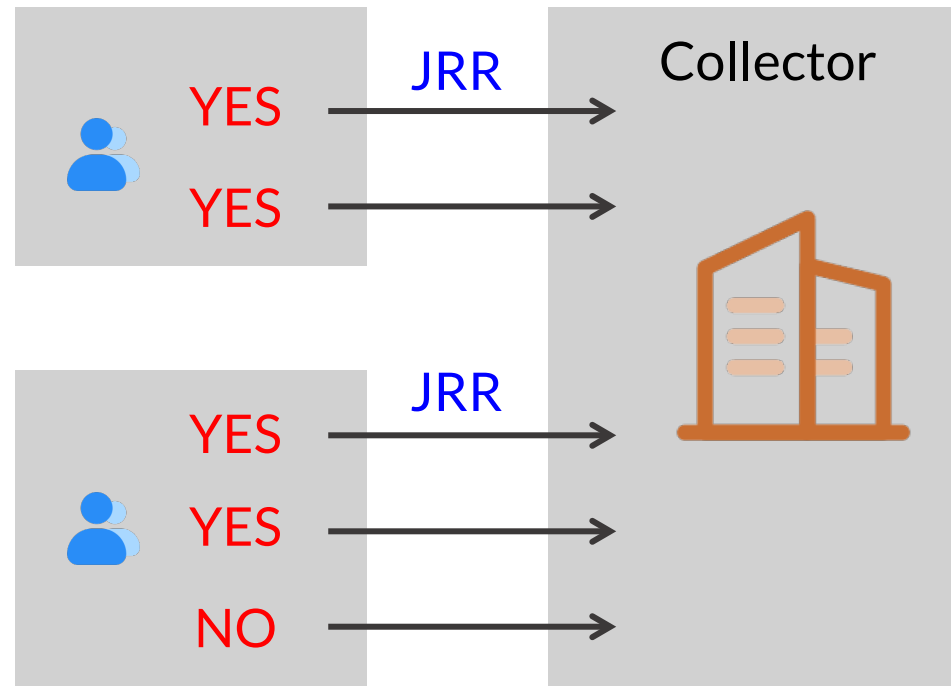 JRR
Collector
YES
YES
JRR
YES
YES
NO